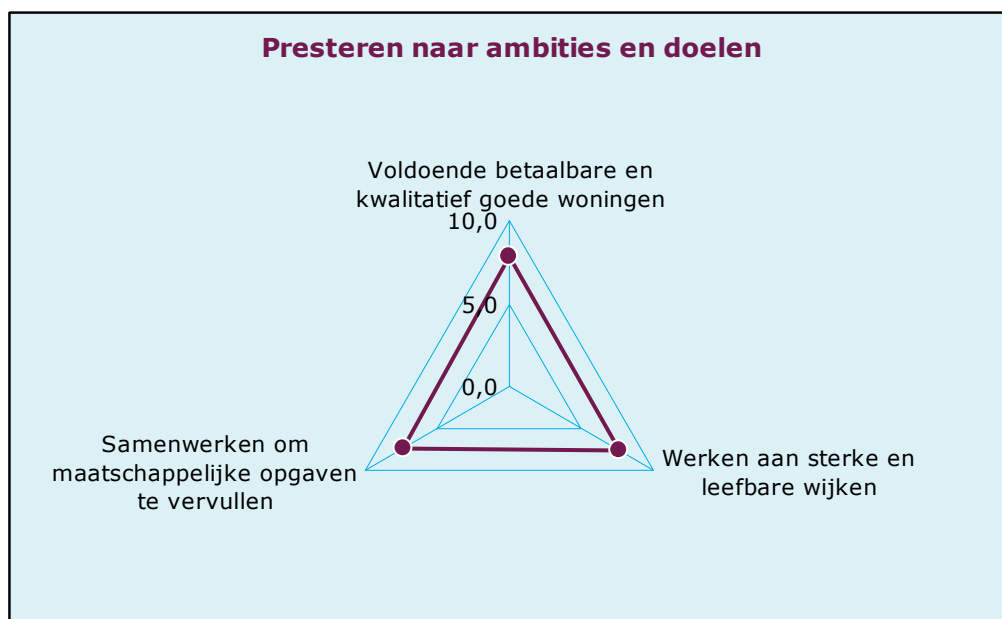 Presteren naar ambities en doelen
Voldoende betaalbare en
kwalitatief goede woningen
10,0
5,0
0,0
Samenwerken om
maatschappelijke opgaven
te vervullen
Werken aan sterke en
leefbare wijken